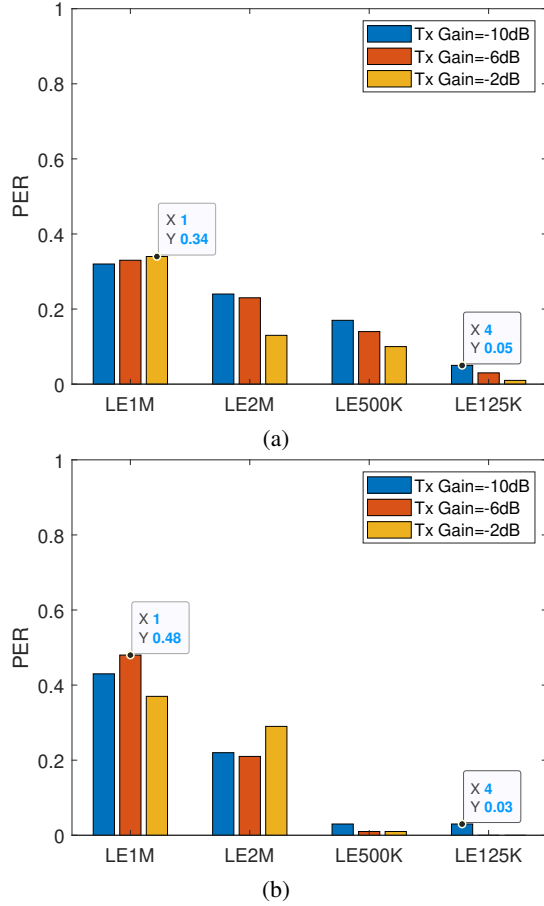 1
Tx Gain=-10dB
Tx Gain=-6dB
Tx Gain=-2dB
0.8
0.6
PER
X 1
Y 0.34
0.4
0.2
X 4
Y 0.05
0
LE1M LE2M LE500K LE125K
(a)
1
Tx Gain=-10dB
Tx Gain=-6dB
Tx Gain=-2dB
0.8
0.6
PER
X 1
Y 0.48
0.4
0.2
X 4
Y 0.03
0
LE1M LE2M LE500K LE125K
(b)